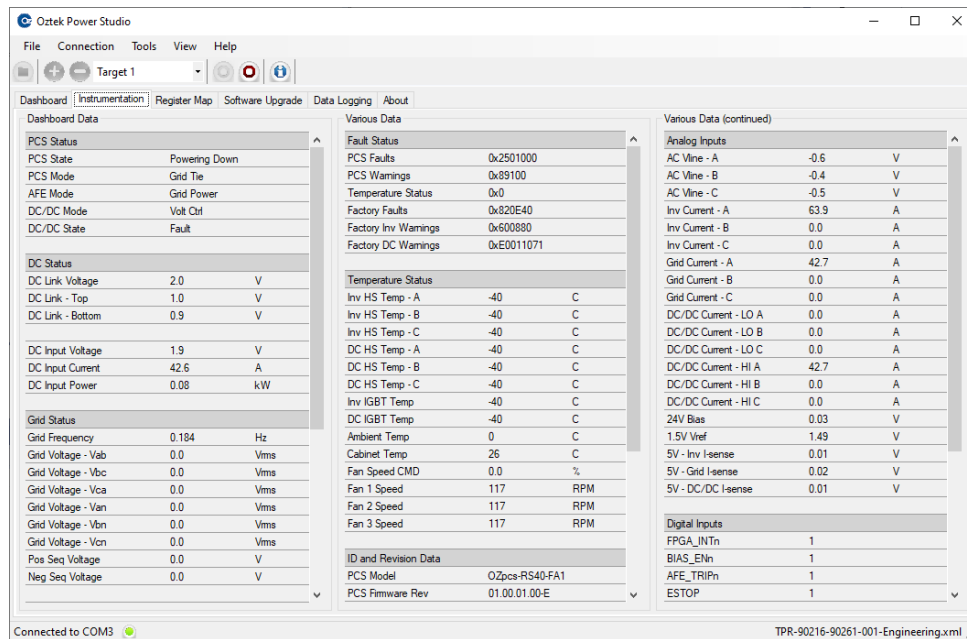 Oz Oztek Power Studio
File Connection Tools View Help
Target 1
Dashboard Instrumentation Register Map Software Upgrade Data Logging About
Dashboard Data
PCS Status
PCS State Powering Down
PCS Mode Grid Tie
AFE Mode Grid Power
DC/DC Mode Volt Ctrl
DC/DC State Fault
DC Status
DC Link Voltage 2.0 V
DC Link - Top 1.0 V
DC Link - Bottom 0.9 V
DC Input Voltage 1.9 V
DC Input Current 42.6 A
DC Input Power 0.08 kW
Grid Status
Grid Frequency 0.184 Hz
Grid Voltage - Vab 0.0 Vrms
Grid Voltage - Vbc 0.0 Vrms
Grid Voltage - Vca 0.0 Vrms
Grid Voltage - Van 0.0 Vrms
Grid Voltage - Vbn 0.0 Vrms
Grid Voltage - Vcn 0.0 Vrms
Pos Seq Voltage 0.0 V
Neg Seq Voltage 0.0 V
Various Data
Fault Status
PCS Faults 0x2501000
PCS Warnings 0x89100
Temperature Status 0x0
Factory Faults 0x820E40
Factory Inv Warnings 0x600880
Factory DC Warnings 0xE0011071
Temperature Status
Inv HS Temp - A -40 C
Inv HS Temp - B -40 C
Inv HS Temp - C -40 C
DC HS Temp - A -40 C
DC HS Temp - B -40 C
DC HS Temp - C -40 C
Inv IGBT Temp -40 C
DC IGBT Temp -40 C
Ambient Temp 0 C
Cabinet Temp 26 C
Fan Speed CMD 0.0 %
Fan 1 Speed 117 RPM
Fan 2 Speed 117 RPM
Fan 3 Speed 117 RPM
ID and Revision Data
PCS Model OZpcs-RS40-FA1
PCS Firmware Rev 01.00.01.00-E
Various Data (continued)
Analog Inputs
AC Vline - A -0.6 V
AC Vline - B -0.4 V
AC Vline - C -0.5 V
Inv Current - A 63.9 A
Inv Current - B 0.0 A
Inv Current - C 0.0 A
Grid Current - A 42.7 A
Grid Current - B 0.0 A
Grid Current - C 0.0 A
DC/DC Current - LO A 0.0 A
DC/DC Current - LO B 0.0 A
DC/DC Current - LO C 0.0 A
DC/DC Current - HI A 42.7 A
DC/DC Current - HI B 0.0 A
DC/DC Current - HI C 0.0 A
24V Bias 0.03 V
1.5V Vref 1.49 V
5V - Inv I-sense 0.01 V
5V - Grid I-sense 0.02 V
5V - DC/DC I-sense 0.01 V
Digital Inputs
FPGA_INTn 1
BIAS_ENn 1
AFE_TRIPn 1
ESTOP 1
Connected to COM3
TPR-90216-90261-001-Engineering.xml